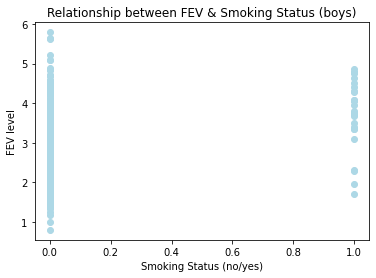 Relationship between FEV & Smoking Status (boys)
6
5
4
3
2
1
FEV level
0.0 0.2 0.4 0.6 0.8 1.0
Smoking Status (no/yes)